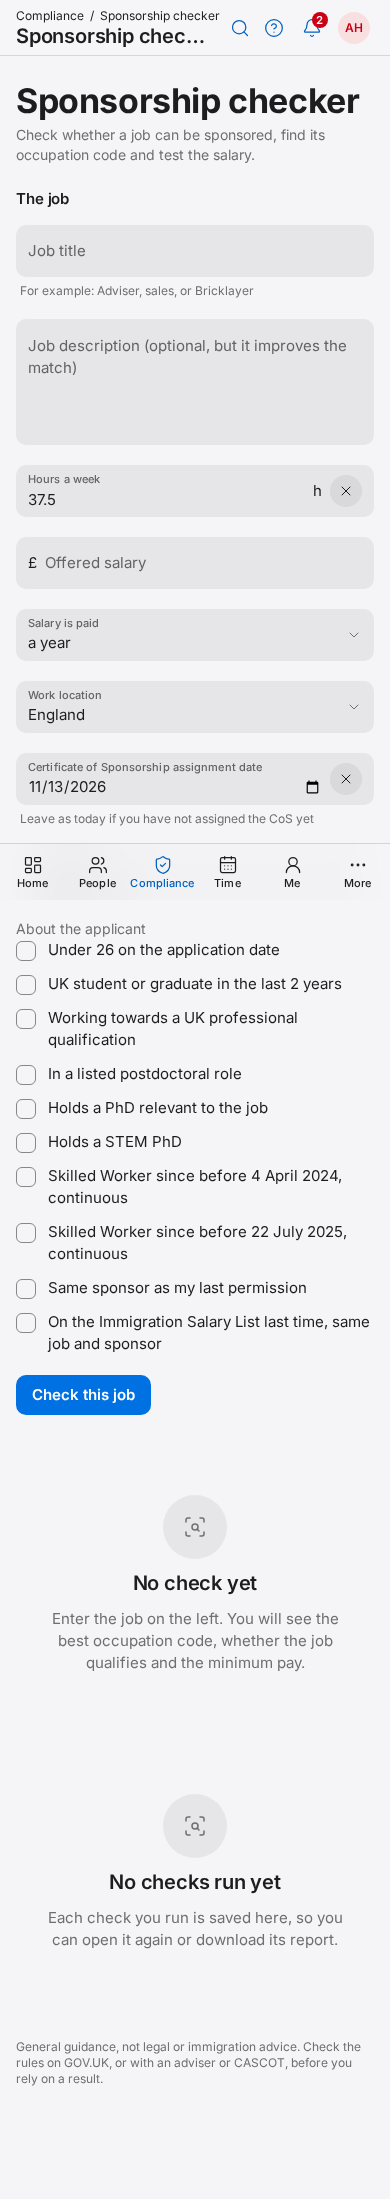 Compliance / Sponsorship checker
Sponsorship chec...
2
AH
Sponsorship checker
Check whether a job can be sponsored, find its
occupation code and test the salary.
The job
Job title
For example: Adviser, sales, or Bricklayer
Job description (optional, but it improves the
match)
Hours a week
37.5
h
£ Offered salary
Salary is paid
a year
Work location
England
Certificate of Sponsorship assignment date
11/13/2026
Leave as today if you have not assigned the CoS yet
Home
People
Compliance
Time
Me
More
About the applicant
Under 26 on the application date
UK student or graduate in the last 2 years
Working towards a UK professional
qualification
In a listed postdoctoral role
Holds a PhD relevant to the job
Holds a STEM PhD
Skilled Worker since before 4 April 2024,
continuous
Skilled Worker since before 22 July 2025,
continuous
Same sponsor as my last permission
On the Immigration Salary List last time, same
job and sponsor
Check this job
No check yet
Enter the job on the left. You will see the
best occupation code, whether the job
qualifies and the minimum pay.
No checks run yet
Each check you run is saved here, so you
can open it again or download its report.
General guidance, not legal or immigration advice. Check the
rules on GOV.UK, or with an adviser or CASCOT, before you
rely on a result.